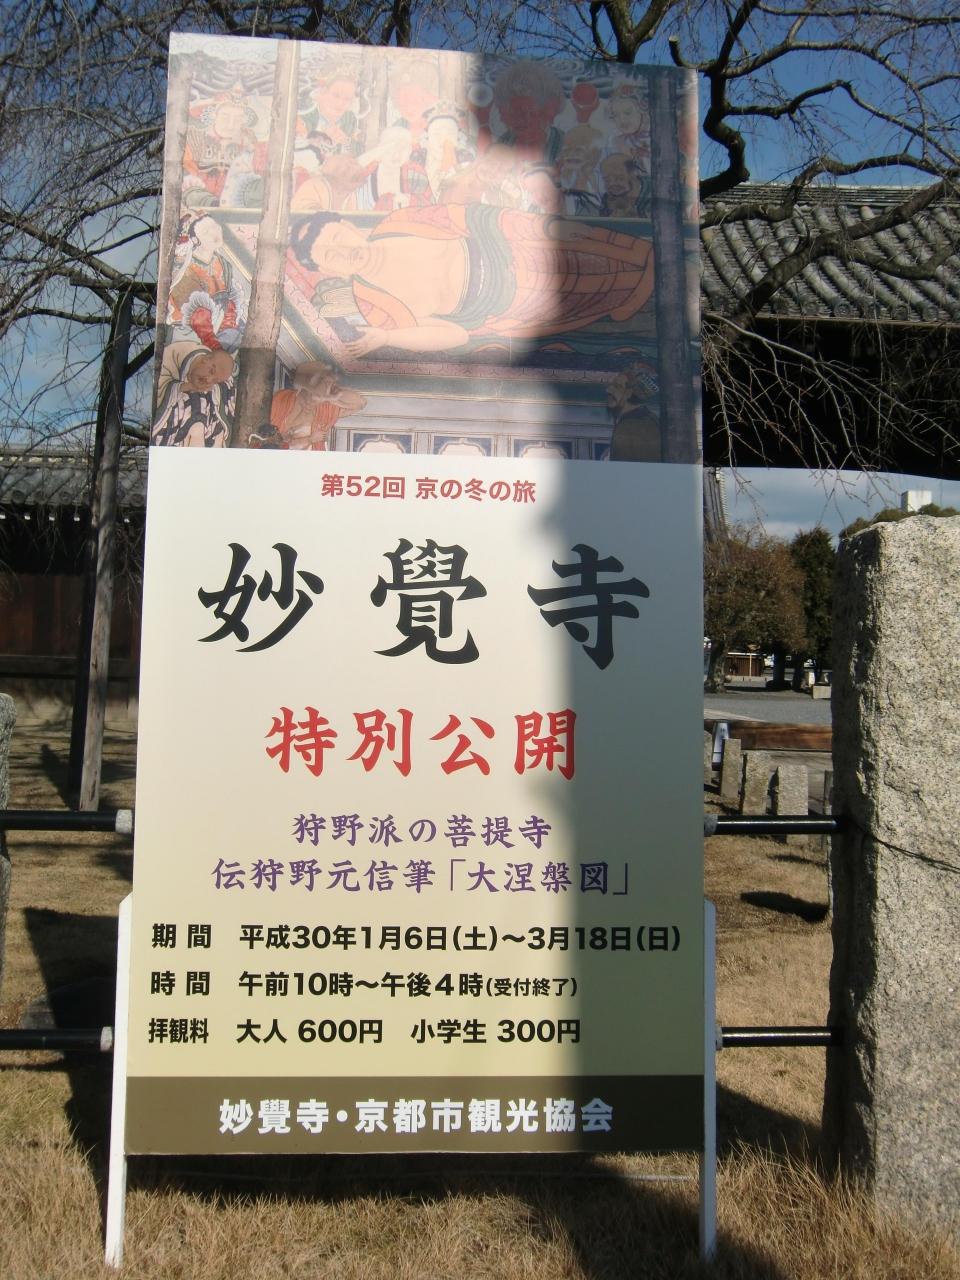 第52回 京の冬の旅
妙覺寺
特別公開
狩野派の菩提寺
伝狩野元信筆「大涅槃図」
期間 平成30年1月6日(土)～3月18日(日)
時間 午前10時～午後4時(受付終了)
拝観料 大人 600円 小学生 300円
妙覺寺・京都市観光協会